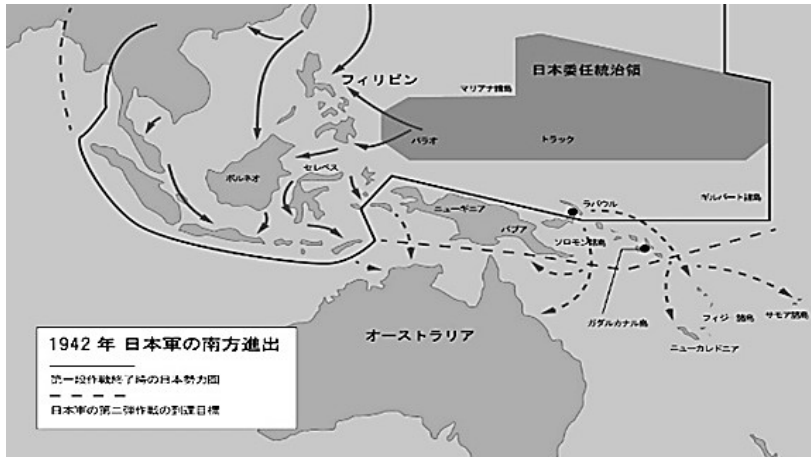 フィリピン
日本委任統治領
マリアナ諸島
パラオ
トラック
ボルネオ
セレベス
ニューギニア
パプア
ラバウル
ギルバート諸島
ソロモン諸島
ガダルカナル島
フィジー諸島
サモア諸島
ニューカレドニア
オーストラリア
1942 年 日本軍の南方進出
第一段作戦終了時の日本勢力圏
日本軍の第二弾作戦の到達目標